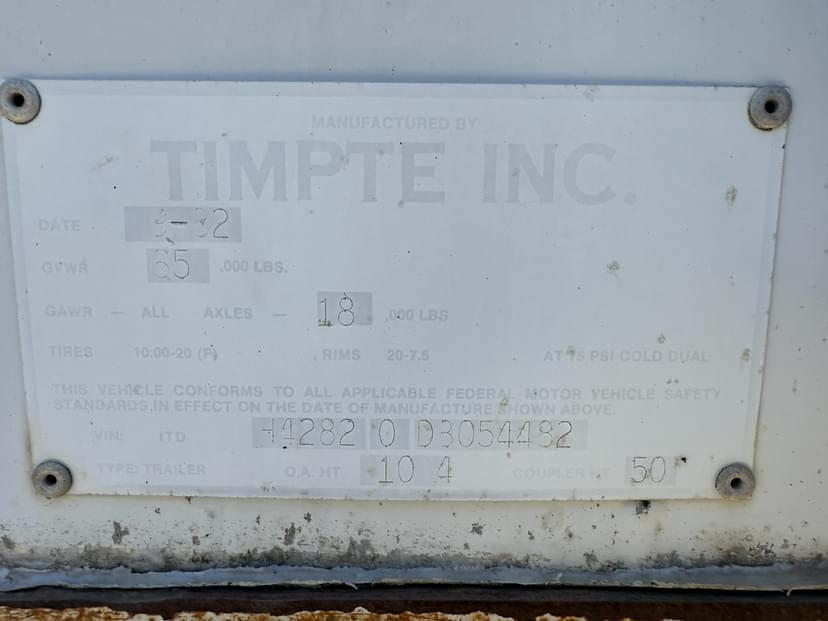 MANUFACTURED BY
TIMPTE INC.
DATE
GVWR 65 .000 LBS.
GAWR — ALL AXLES — 18 .000 LBS
TIRES 10:00-20 (F) RIMS 20-7.5 AT 75 PSI COLD DUAL
THIS VEHICLE CONFORMS TO ALL APPLICABLE FEDERAL MOTOR VEHICLE SAFETY
STANDARDS IN EFFECT ON THE DATE OF MANUFACTURE SHOWN ABOVE.
VIN: ITD H4282 0 D3054482
TYPE: TRAILER O.A. HT 10 4 COUPLER HT 50